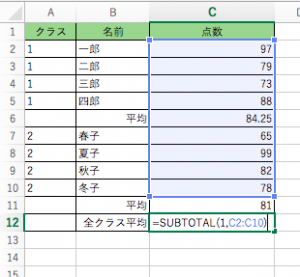 A B C
1 クラス 名前 点数
2 1 一郎 97
3 1 二郎 79
4 1 三郎 73
5 1 四郎 88
6 平均 84.25
7 2 春子 65
8 2 夏子 99
9 2 秋子 82
10 2 冬子 78
11 平均 81
12 全クラス平均 =SUBTOTAL(1,C2:C10)
13
14
15